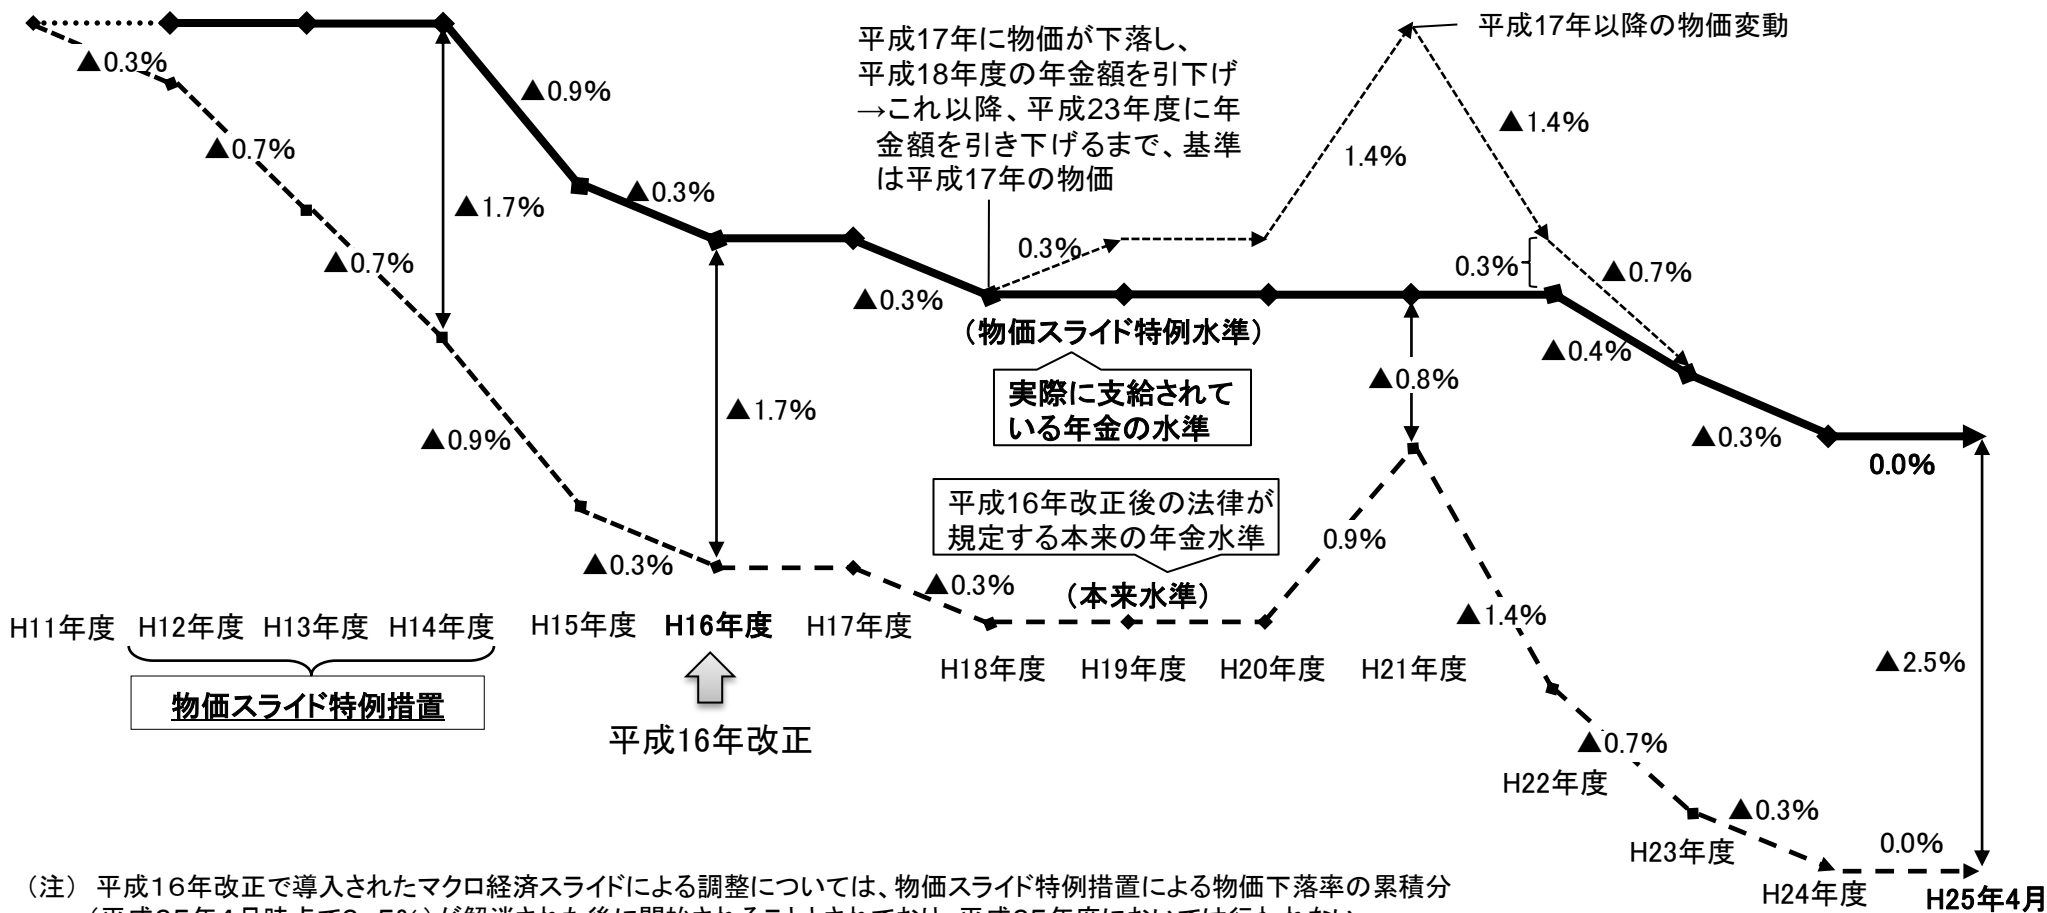 平成17年に物価が下落し、
平成18年度の年金額を引下げ
→これ以降、平成23年度に年
金額を引き下げるまで、基準
は平成17年の物価
平成17年以降の物価変動
▲0.3%
▲0.7%
▲0.7%
▲0.9%
▲0.3%
▲1.7%
▲0.9%
▲0.3%
▲1.7%
▲0.3%
0.3%
1.4%
▲1.4%
0.3%
▲0.7%
▲0.4%
▲0.3%
0.0%
(物価スライド特例水準)
実際に支給されて
いる年金の水準
▲0.8%
平成16年改正後の法律が
規定する本来の年金水準
(本来水準)
▲0.3%
0.9%
▲1.4%
▲0.7%
▲0.3%
0.0%
▲2.5%
H11年度 H12年度 H13年度 H14年度 H15年度 H16年度 H17年度
H18年度 H19年度 H20年度 H21年度
H22年度
H23年度
H24年度
H25年4月
物価スライド特例措置
平成16年改正
(注) 平成16年改正で導入されたマクロ経済スライドによる調整については、物価スライド特例措置による物価下落率の累積分